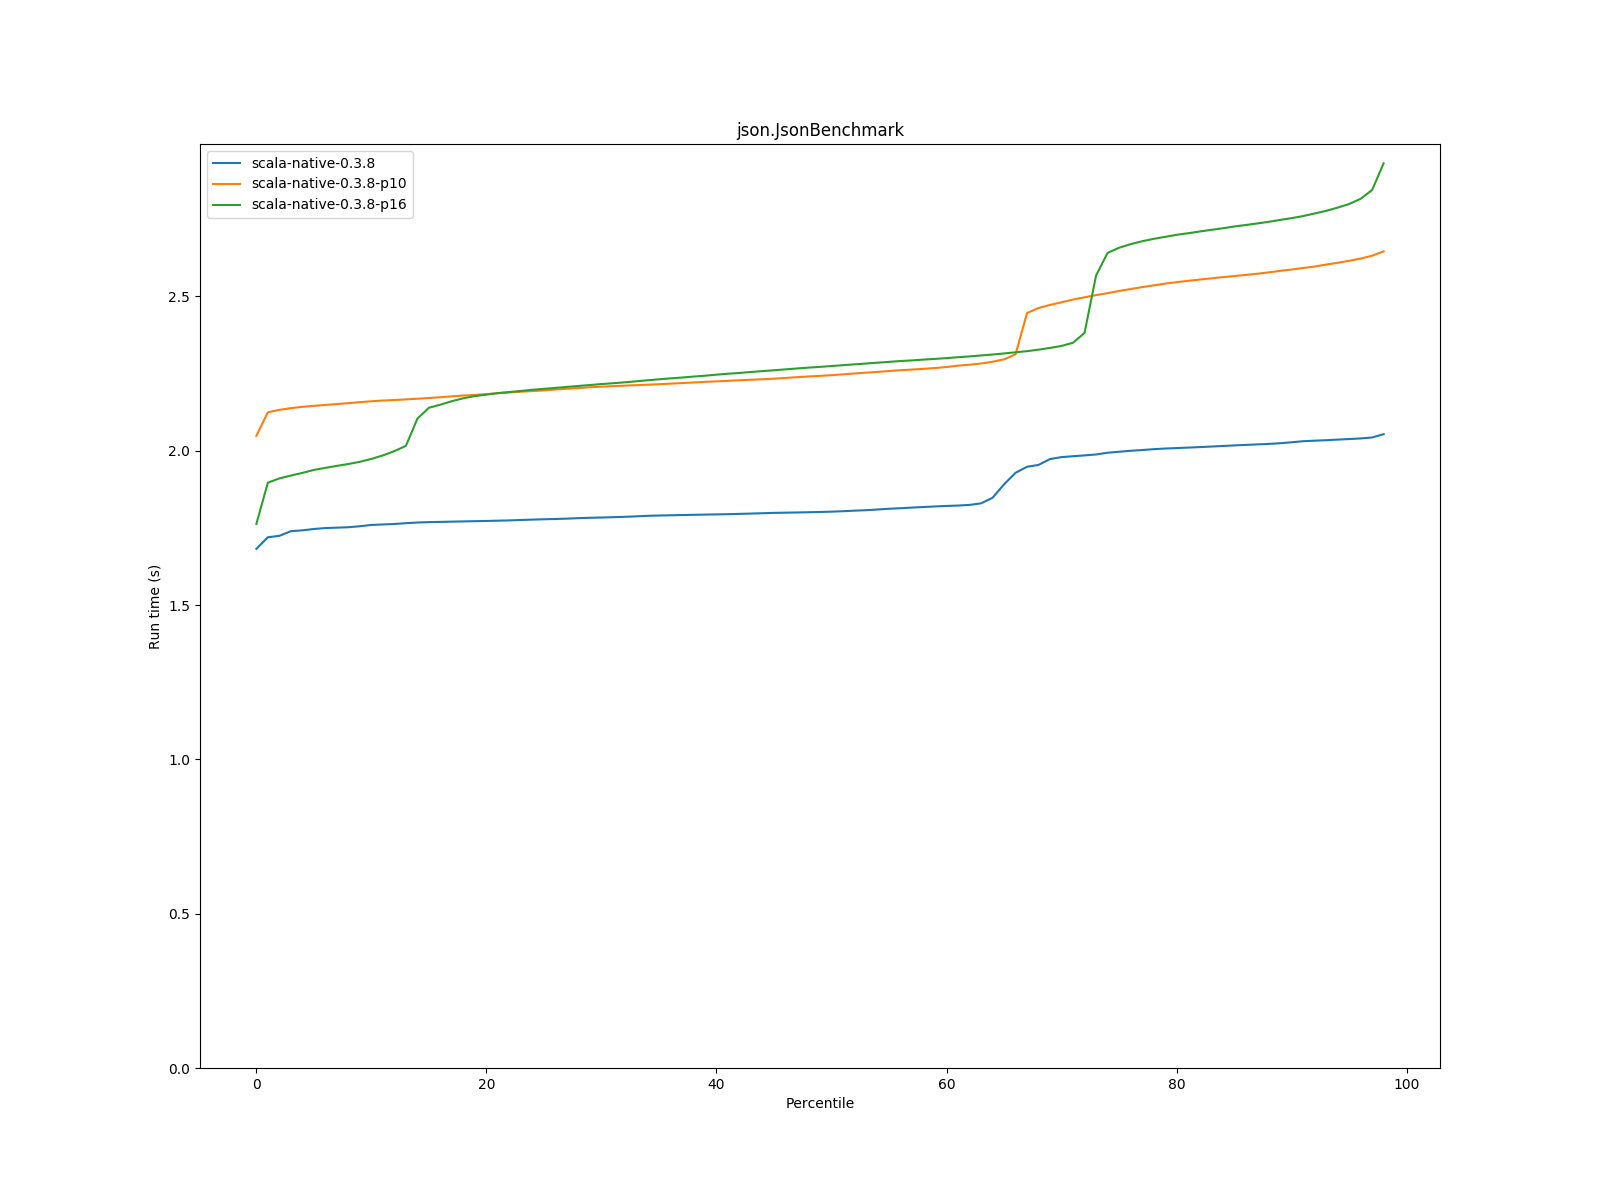 json.JsonBenchmark
scala-native-0.3.8
scala-native-0.3.8-p10
scala-native-0.3.8-p16
2.5
2.0
1.5
1.0
0.5
0.0
Run time (s)
0 20 40 60 80 100
Percentile